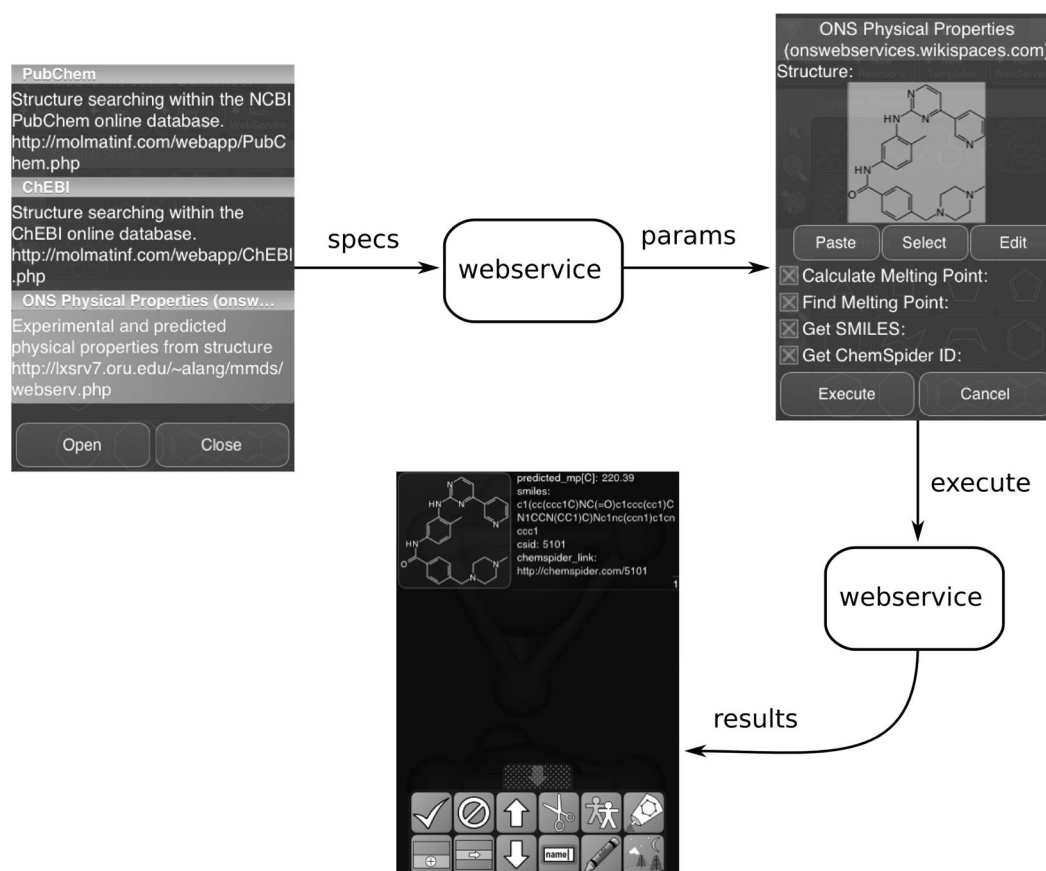 PubChem
Structure searching within the NCBI
PubChem online database.
http://molmatinf.com/webapp/PubC
hem.php
ChEBI
Structure searching within the
ChEBI online database.
http://molmatinf.com/webapp/ChEBI
.php
ONS Physical Properties (onsw...
Experimental and predicted
physical properties from structure
http://lxsrv7.oru.edu/~alang/mmds/
webserv.php
Open
Close
specs
webservice
params
ONS Physical Properties
(onswebservices.wikispaces.com)
Structure:
N
N
HN
N
HN
O
N
N
Paste
Select
Edit
Calculate Melting Point:
Find Melting Point:
Get SMILES:
Get ChemSpider ID:
Execute
Cancel
execute
webservice
results
N
N
HN
N
HN
O
N
N
predicted_mp[C]: 220.39
smiles:
c1(cc(ccc1C)NC(=O)c1ccc(cc1)C
N1CCN(CC1)C)Nc1nc(ccn1)c1cn
ccc1
csid: 5101
chemspider_link:
http://chemspider.com/5101
1
name